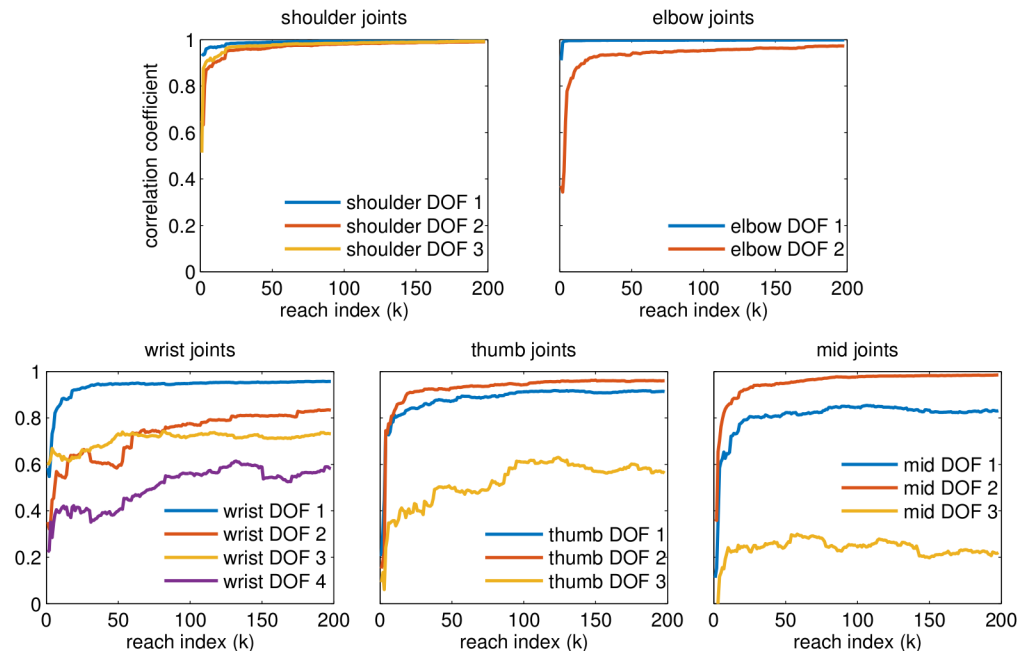 shoulder joints
elbow joints
correlation coefficient
1
0.8
0.6
0.4
0.2
0
shoulder DOF 1
shoulder DOF 2
shoulder DOF 3
0 50 100 150 200
reach index (k)
elbow DOF 1
elbow DOF 2
0 50 100 150 200
reach index (k)
wrist joints
thumb joints
mid joints
1
0.8
0.6
0.4
0.2
0
wrist DOF 1
wrist DOF 2
wrist DOF 3
wrist DOF 4
0 50 100 150 200
reach index (k)
thumb DOF 1
thumb DOF 2
thumb DOF 3
0 50 100 150 200
reach index (k)
mid DOF 1
mid DOF 2
mid DOF 3
0 50 100 150 200
reach index (k)